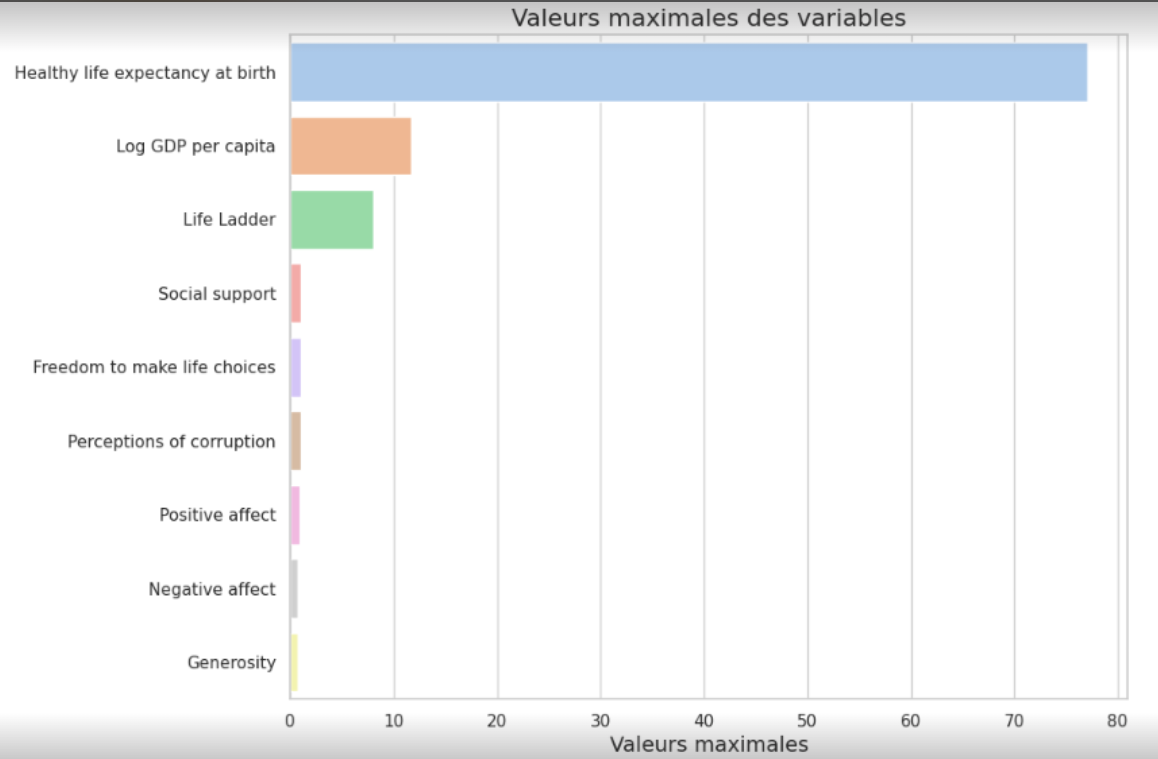 Valeurs maximales des variables
Healthy life expectancy at birth
Log GDP per capita
Life Ladder
Social support
Freedom to make life choices
Perceptions of corruption
Positive affect
Negative affect
Generosity
0 10 20 30 40 50 60 70 80
Valeurs maximales